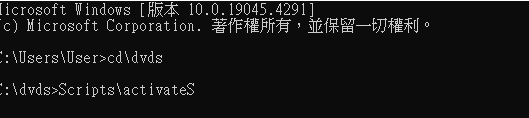 Microsoft Windows [版本 10.0.19045.4291]
(c) Microsoft Corporation. 著作權所有，並保留一切權利。
C:\Users\User>cd\dvds
C:\dvds>Scripts\activateS